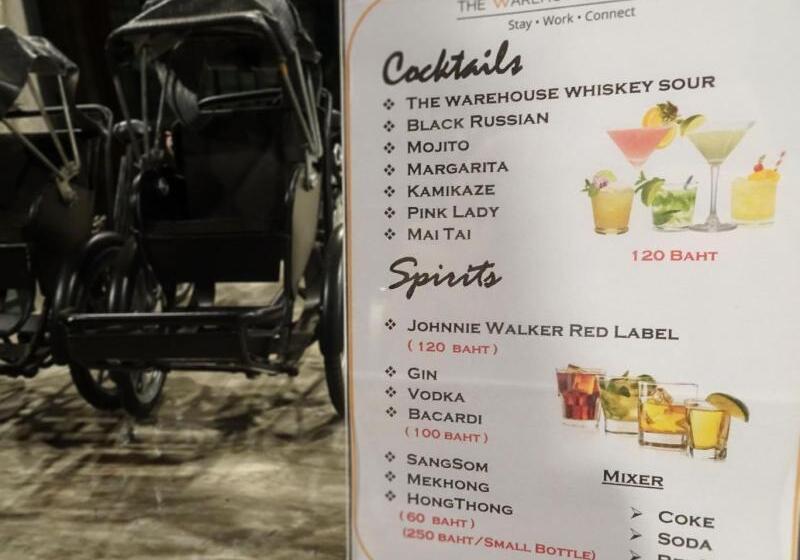 THE
Stay • Work • Connect
Cocktails
❖ THE WAREHOUSE WHISKEY SOUR
❖ BLACK RUSSIAN
❖ MOJITO
❖ MARGARITA
❖ KAMIKAZE
❖ PINK LADY
❖ MAI TAI
120 BAHT
Spirits
❖ JOHNNIE WALKER RED LABEL
( 120 BAHT )
❖ GIN
❖ VODKA
❖ BACARDI
( 100 BAHT )
❖ SANGSOM
❖ MEKHONG
❖ HONGTHONG
( 60 BAHT )
(250 BAHT/SMALL BOTTLE)
MIXER
➢ COKE
➢ SODA